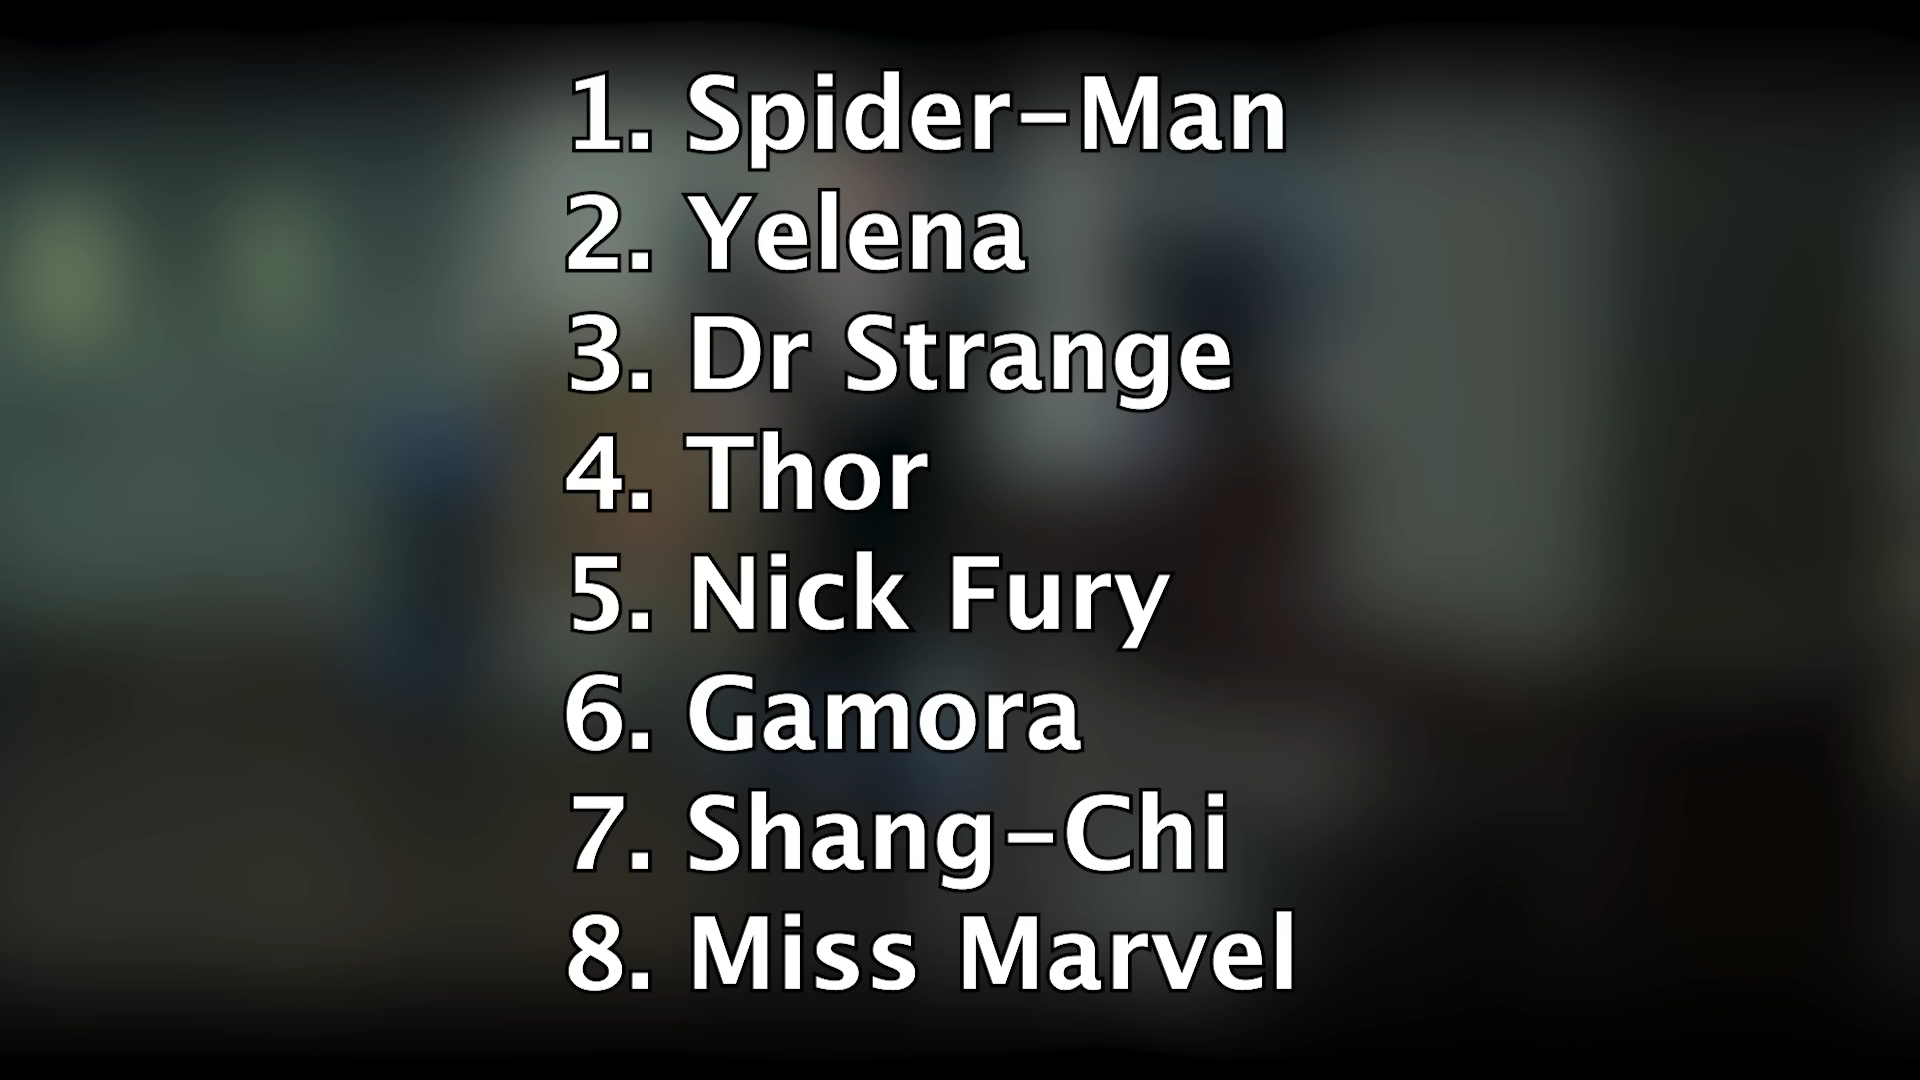 1. Spider-Man
2. Yelena
3. Dr Strange
4. Thor
5. Nick Fury
6. Gamora
7. Shang-Chi
8. Miss Marvel